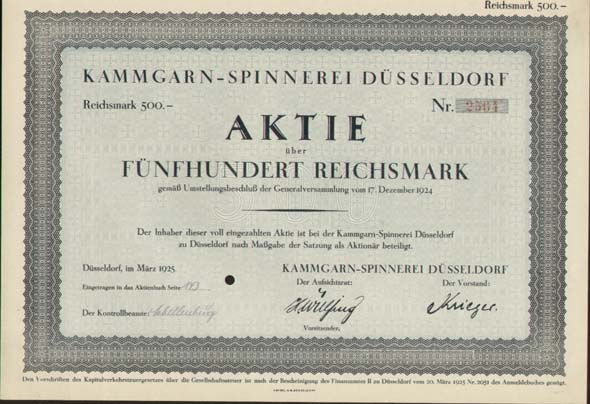 Reichsmark 500.–
KAMMGARN-SPINNEREI DÜSSELDORF
Reichsmark 500.–
Nr. 2504
AKTIE
über
FÜNFHUNDERT REICHSMARK
gemäß Umstellungsbeschluß der Generalversammlung vom 17. Dezember 1924
Der Inhaber dieser voll eingezahlten Aktie ist bei der Kammgarn-Spinnerei Düsseldorf
zu Düsseldorf nach Maßgabe der Satzung als Aktionär beteiligt.
Düsseldorf, im März 1925
KAMMGARN-SPINNEREI DÜSSELDORF
Eingetragen in das Aktienbuch Seite
Der Aufsichtsrat:
Der Vorstand:
Der Kontrollbeamte:
Krieger
Vorsitzender.
Den Vorschriften des Kapitalverkehrsteuergesetzes über die Gesellschaftssteuer ist nach der Bescheinigung des Finanzamtes II zu Düsseldorf vom 20. März 1925 Nr. 2051 des Anmeldebuches genügt.